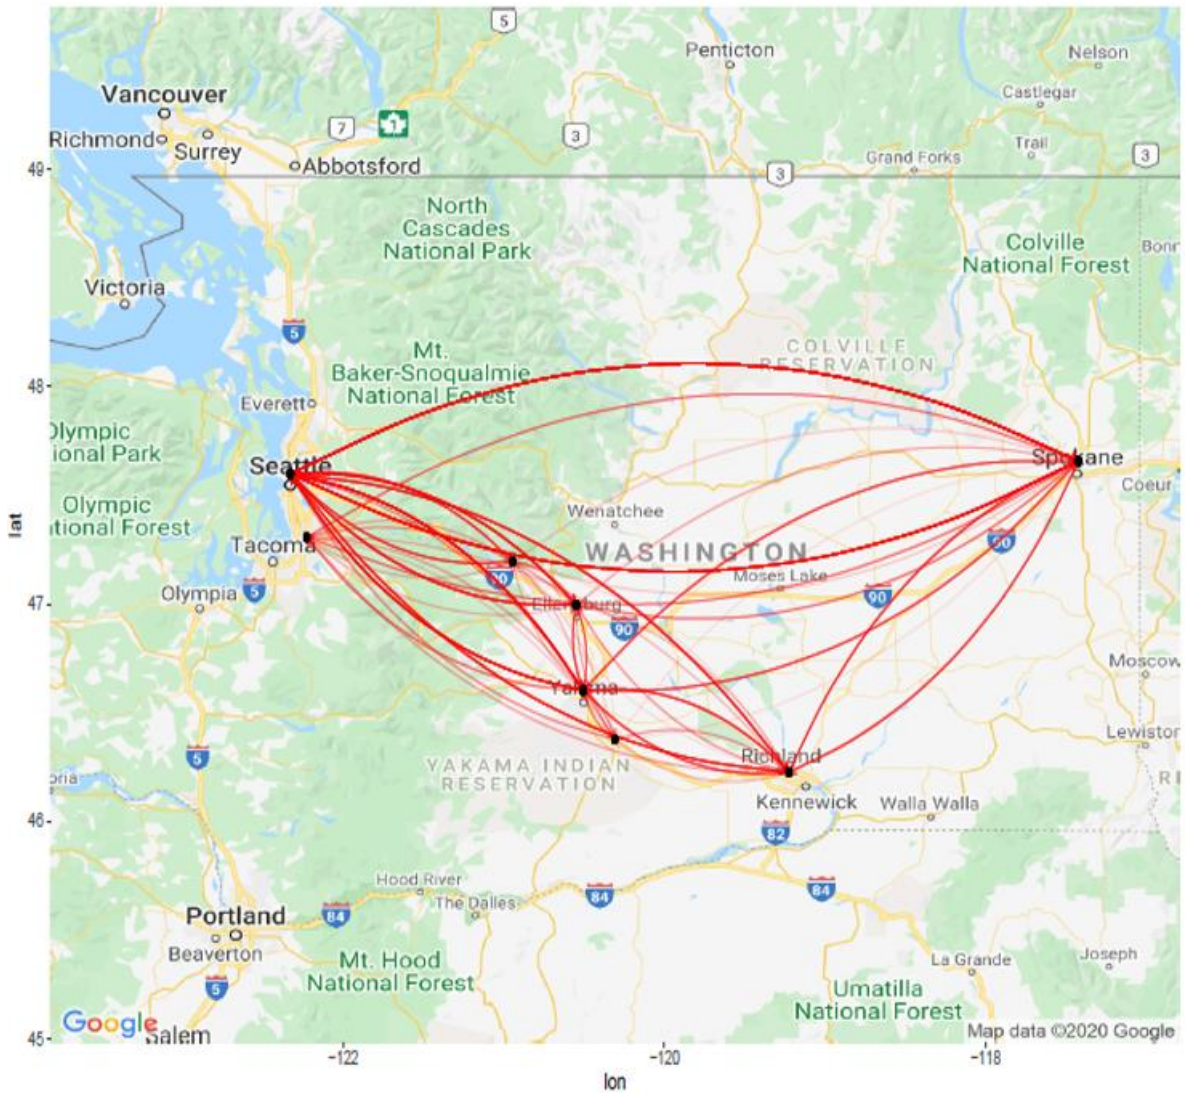 5
Penticton
Nelson
Vancouver
Castlegar
7
1
3
Richmond
Surrey
Trail
3
Abbotsford
Grand Forks
49
3
North
Cascades
National Park
Colville
National Forest
Bonn
Victoria
5
COLVILLE
RESERVATION
Mt.
Baker-Snoqualmie
National Forest
48
Everett
Olympic
ional Park
Seattle
Spokane
Coeur
Olympic
ational Forest
Wenatchee
lat
Tacoma
WASHINGTON
90
90
Moses Lake
Olympia
5
90
47
Ellensburg
90
Moscow
Yakima
Lewiston
5
YAKAMA INDIAN
RESERVATION
Richland
oria
RI
Kennewick
Walla Walla
46
82
Hood River
84
84
The Dalles
Portland
84
Beaverton
Mt. Hood
National Forest
La Grande
Joseph
5
Umatilla
National Forest
Google
Salem
Map data ©2020 Google
45
-122
-120
-118
lon